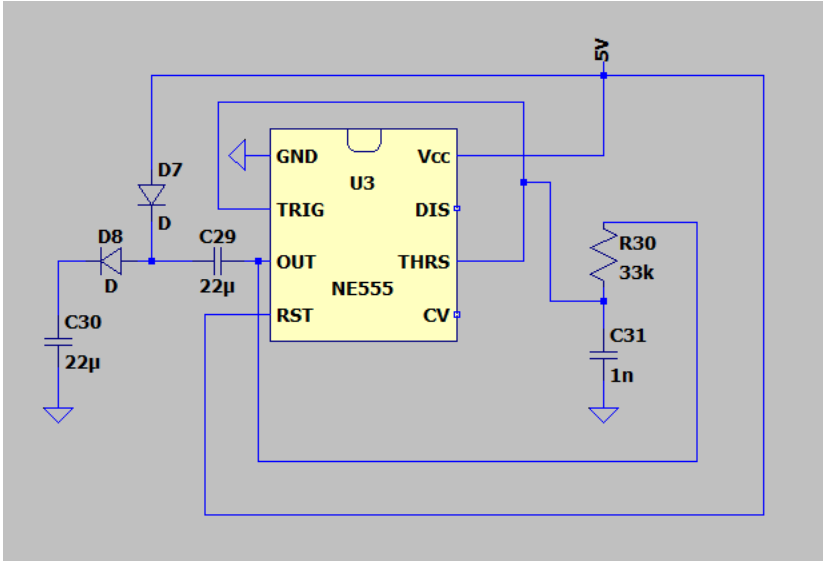 5V
D7
D
D8
D
C29
22µ
C30
22µ
GND
Vcc
U3
TRIG
DIS
OUT
THRS
NE555
RST
CV
R30
33k
C31
1n